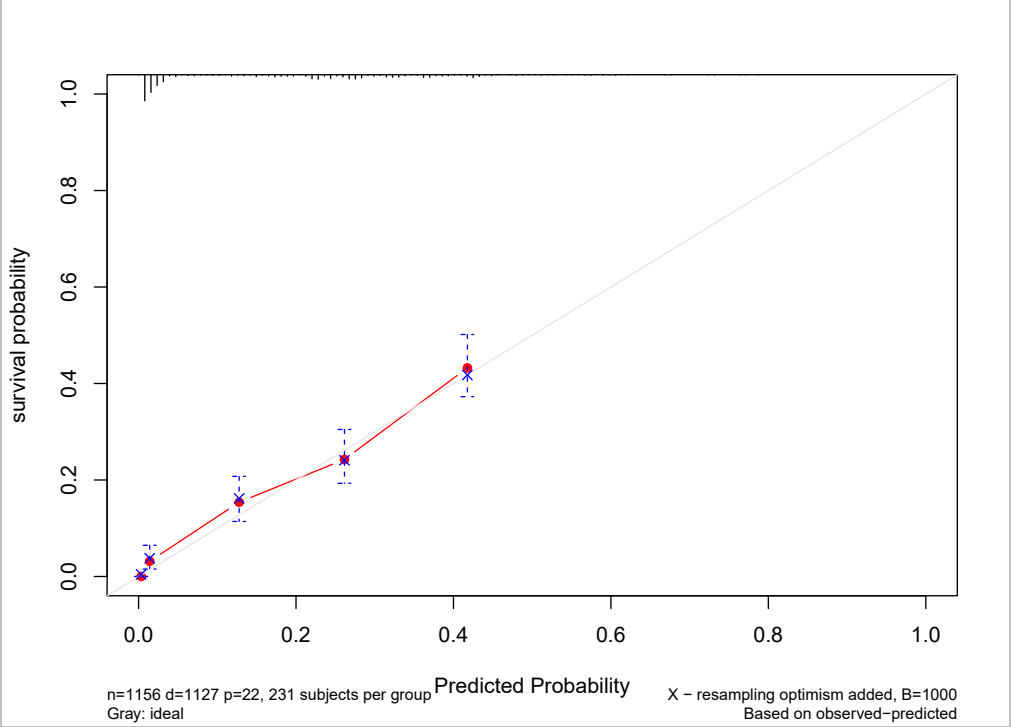 survival probability
1.0
0.8
0.6
0.4
0.2
0.0
0.0 0.2 0.4 0.6 0.8 1.0
Predicted Probability
n=1156 d=1127 p=22, 231 subjects per group
Gray: ideal
X − resampling optimism added, B=1000
Based on observed−predicted